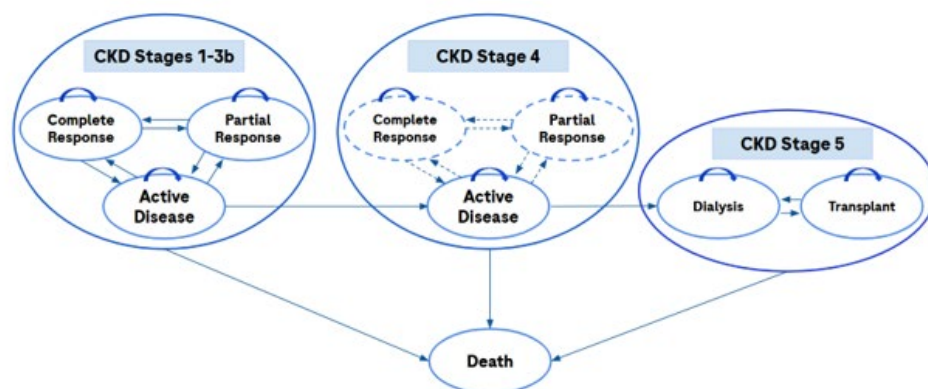 CKD Stages 1-3b
Complete
Response
Partial
Response
Active
Disease
CKD Stage 4
Complete
Response
Partial
Response
Active
Disease
CKD Stage 5
Dialysis
Transplant
Death